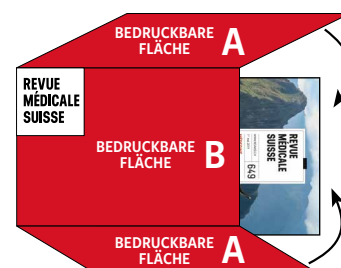 BEDRUCKBARE
FLÄCHE A
REVUE
MÉDICALE
SUISSE
BEDRUCKBARE
FLÄCHE B
REVUE
MÉDICALE
SUISSE
649
BEDRUCKBARE
FLÄCHE A